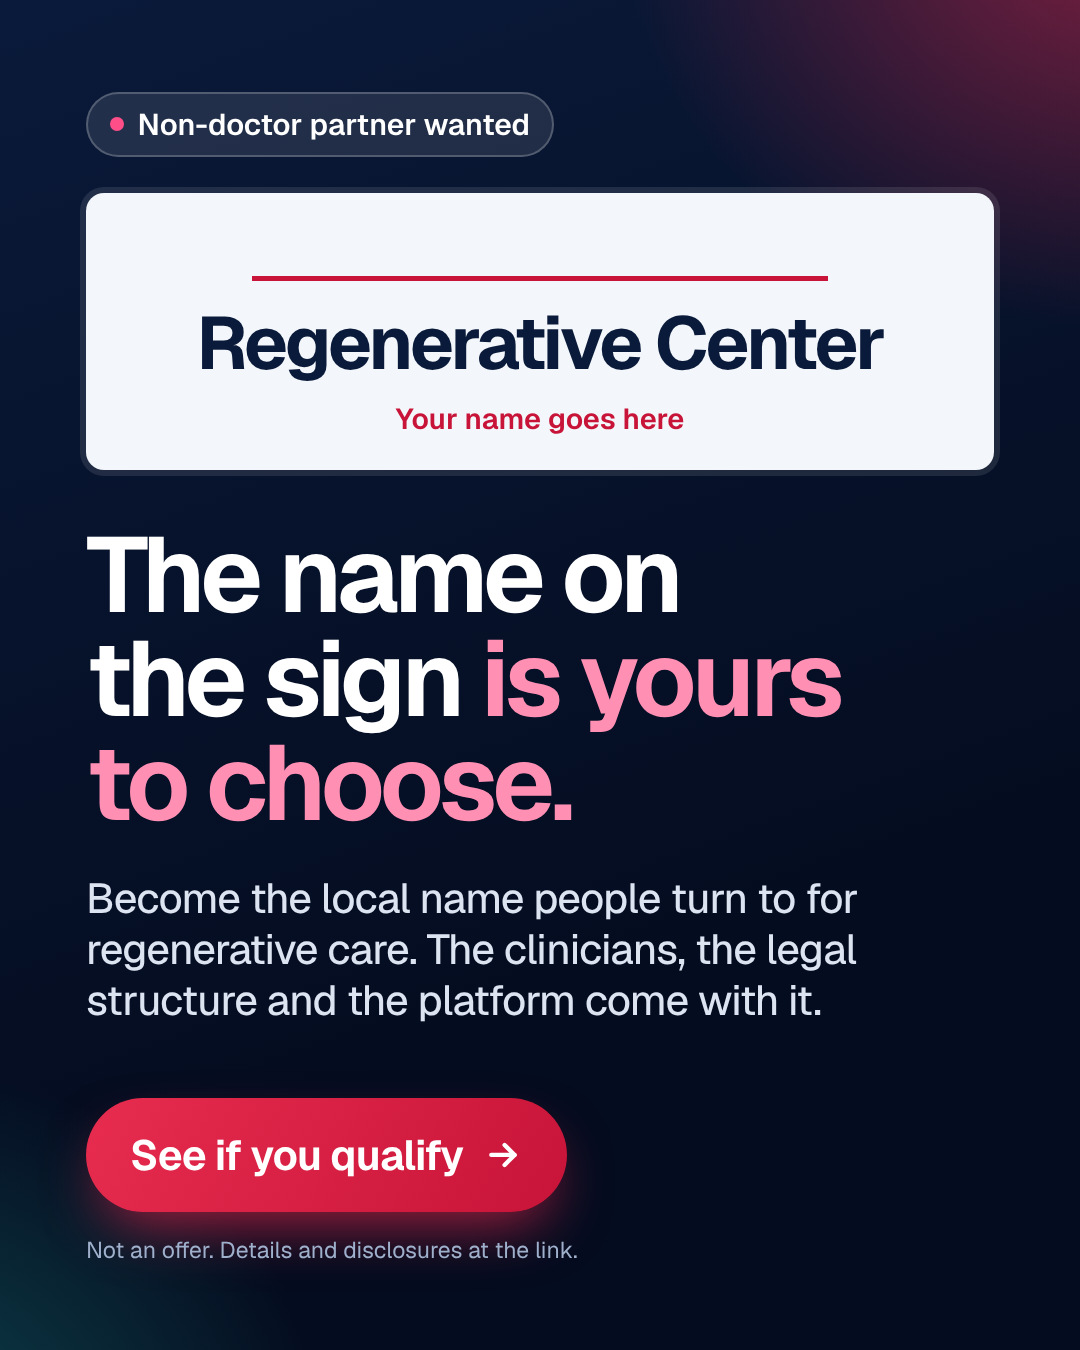 Non-doctor partner wanted
Regenerative Center
Your name goes here
The name on
the sign is yours
to choose.
Become the local name people turn to for
regenerative care. The clinicians, the legal
structure and the platform come with it.
See if you qualify →
Not an offer. Details and disclosures at the link.